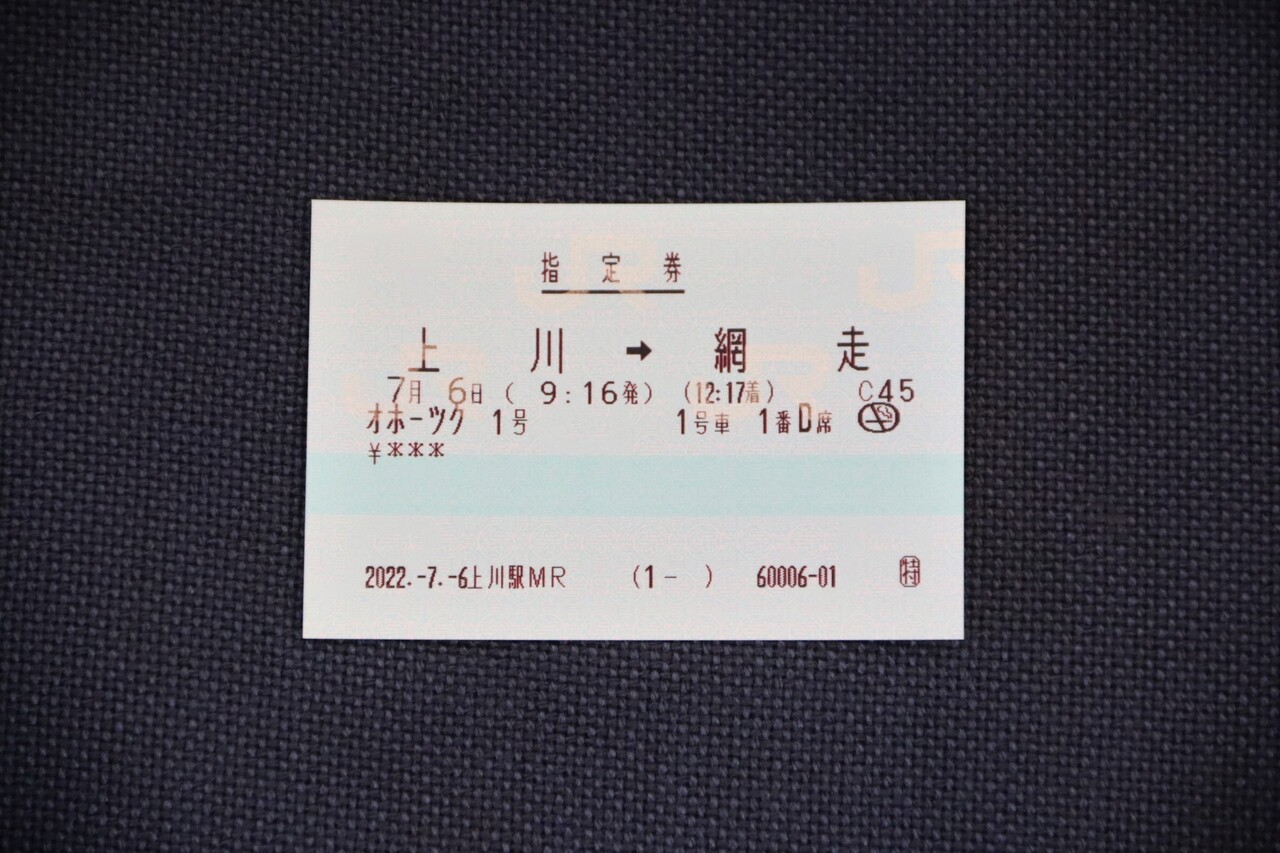 指定券
上川→網走
7月 6日( 9:16発) (12:17着) C45
オホーツク 1号 1号車 1番D席
¥***
2022.-7.-6上川駅MR (1- ) 60006-01 特